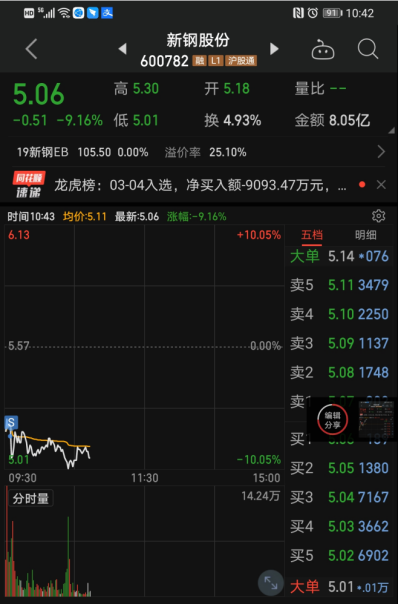 HD 5G 91 10:42
新钢股份
600782 融 L1 沪股通
5.06 高 5.30 开 5.18 量比 --
-0.51 -9.16% 低 5.01 换 4.93% 金额 8.05亿
19新钢EB 105.50 0.00% 溢价率 25.10%
同花顺 速递 龙虎榜：03-04入选，净买入额-9093.47万元，...
时间10:43 均价:5.11 最新:5.06 涨幅:-9.16% 五档 明细
6.13 +10.05%
5.57 0.00%
S
5.01 -10.05%
09:30 11:30 15:00
分时量 14.24万
大单 5.14 *076
卖5 5.11 3479
卖4 5.10 2250
卖3 5.09 1137
卖2 5.08 1748
编辑
分享
买2 5.05 1380
买3 5.04 7167
买4 5.03 3662
买5 5.02 6902
大单 5.01 *.01万